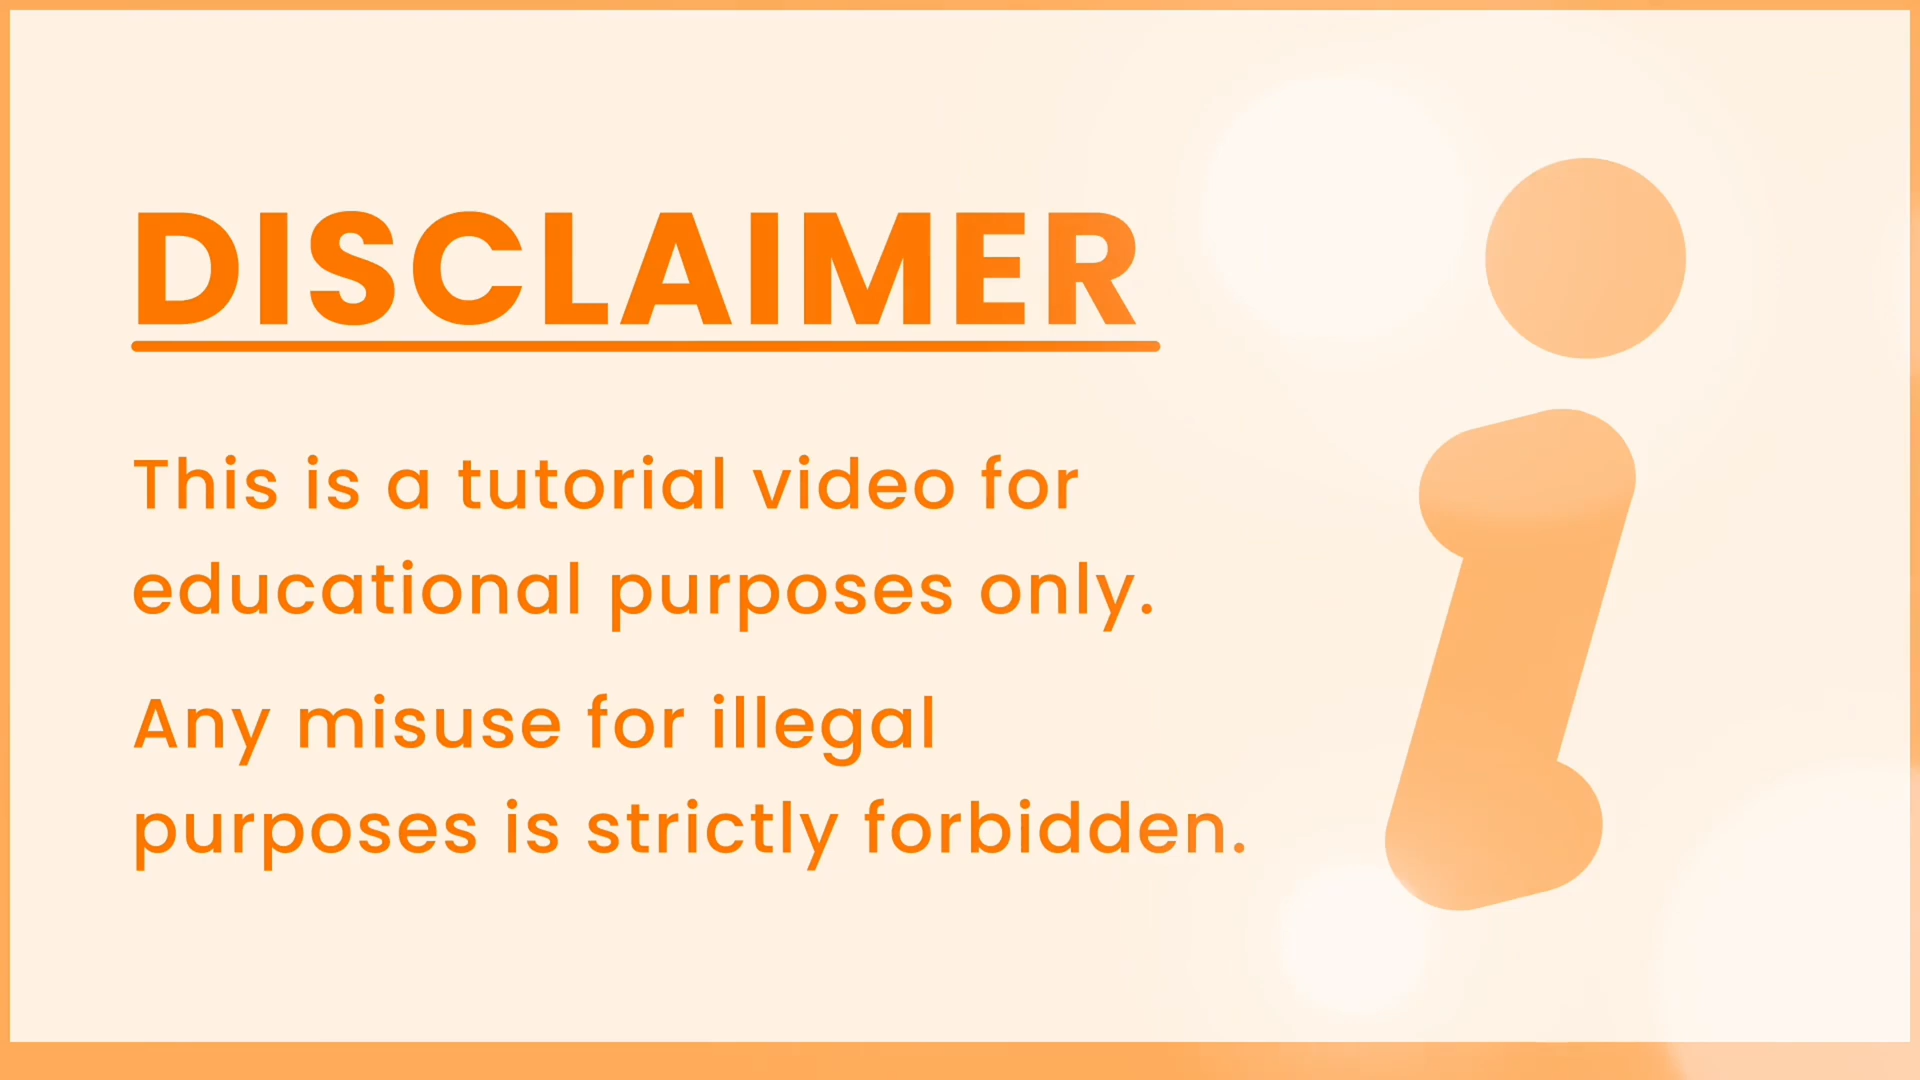 DISCLAIMER
This is a tutorial video for
educational purposes only.
Any misuse for illegal
purposes is strictly forbidden.